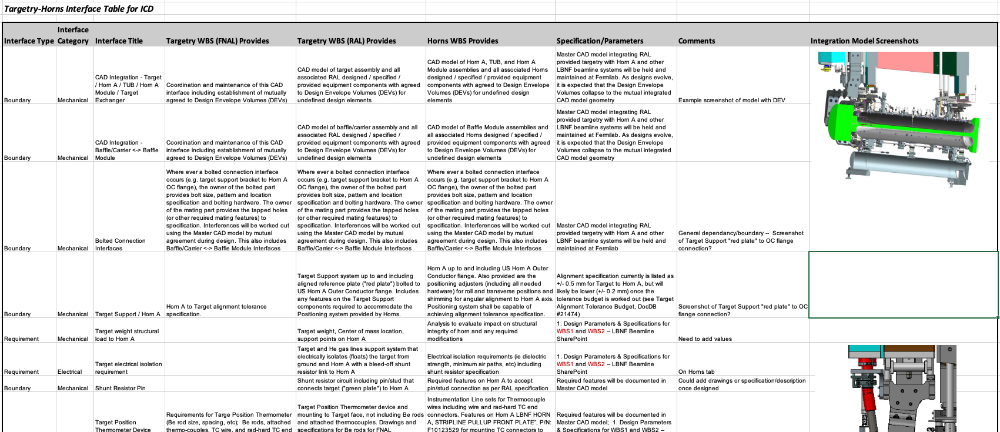 Targetry-Horns Interface Table for ICD
Interface Type
Interface
Category
Interface Title
Targetry WBS (FNAL) Provides
Targetry WBS (RAL) Provides
Horns WBS Provides
Specification/Parameters
Comments
Integration Model Screenshots
Boundary
Mechanical
CAD Integration - Target
/ Horn A / TUB / Horn A
Module / Target
Exchanger
Coordination and maintenance of this CAD
interface including establishment of mutually
agreed to Design Envelope Volumes (DEVs)
CAD model of target assembly and all
associated RAL designed / specified /
provided equipment components with agreed
to Design Envelope Volumes (DEVs) for
undefined design elements
CAD model of Horn A, TUB, and Horn A
Module assemblies and all associated Horns
designed / specified / provided equipment
components with agreed to Design Envelope
Volumes (DEVs) for undefined design
elements
Master CAD model integrating RAL
provided targetry with Horn A and other
LBNF beamline systems will be held and
maintained at Fermilab. As designs evolve,
it is expected that the Design Envelope
Volumes collapse to the mutual integrated
CAD model geometry
Example screenshot of model with DEV
Boundary
Mechanical
CAD Integration -
Baffle/Carrier <-> Baffle
Module
Coordination and maintenance of this CAD
interface including establishment of mutually
agreed to Design Envelope Volumes (DEVs)
CAD model of baffle/carrier assembly and all
associated RAL designed / specified /
provided equipment components with agreed
to Design Envelope Volumes (DEVs) for
undefined design elements
CAD model of Baffle Module assemblies and
all associated Horns designed / specified /
provided equipment components with agreed
to Design Envelope Volumes (DEVs) for
undefined design elements
Master CAD model integrating RAL
provided targetry with Horn A and other
LBNF beamline systems will be held and
maintained at Fermilab. As designs evolve,
it is expected that the Design Envelope
Volumes collapse to the mutual integrated
CAD model geometry
Boundary
Mechanical
Bolted Connection
Interfaces
Where ever a bolted connection interface
occurs (e.g. target support bracket to Horn A
OC flange), the owner of the bolted part
provides bolt size, pattern and location
specification and bolting hardware. The owner
of the mating part provides the tapped holes
(or other required mating features) to
specification. Interferences will be worked out
using the Master CAD model by mutual
agreement during design. This also includes
Baffle/Carrier <-> Baffle Module Interfaces
Where ever a bolted connection interface
occurs (e.g. target support bracket to Horn A
OC flange), the owner of the bolted part
provides bolt size, pattern and location
specification and bolting hardware. The owner
of the mating part provides the tapped holes
(or other required mating features) to
specification. Interferences will be worked out
using the Master CAD model by mutual
agreement during design. This also includes
Baffle/Carrier <-> Baffle Module Interfaces
Where ever a bolted connection interface
occurs (e.g. target support bracket to Horn A
OC flange), the owner of the bolted part
provides bolt size, pattern and location
specification and bolting hardware. The owner
of the mating part provides the tapped holes
(or other required mating features) to
specification. Interferences will be worked out
using the Master CAD model by mutual
agreement during design. This also includes
Baffle/Carrier <-> Baffle Module Interfaces
Master CAD model integrating RAL
provided targetry with Horn A and other
LBNF beamline systems will be held and
maintained at Fermilab
General dependancy/boundary -- Screenshot
of Target Support "red plate" to OC flange
connection?
Boundary
Mechanical
Target Support / Horn A
Horn A to Target alignment tolerance
specification.
Target Support system up to and including
aligned reference plate ("red plate") bolted to
US Horn A Outer Conductor flange. Includes
any features on the Target Support
components required to accommodate the
Positioning system provided by Horns.
Horn A up to and including US Horn A Outer
Conductor flange. Also provided are the
positioning adjusters (including all needed
hardware) for roll and transverse positions and
shimming for angular alignment to Horn A axis.
Positioning system shall be capable of
achieving alignment tolerance specification.
Alignment specification currently is listed as
+/- 0.5 mm for Target to Horn A, but will
likely be lower (+/- 0.2 mm) once the
tolerance budget is worked out (see Target
Alignment Tolerance Budget, DocDB
#21474)
Screenshot of Target Support "red plate" to OC
flange connection?
Requirement
Mechanical
Target weight structural
load to Horn A
Target weight, Center of mass location,
support points on Horn A
Analysis to evaluate impact on structural
integrity of horn and any required
modifications
1. Design Parameters & Specifications for
WBS1 and WBS2 -- LBNF Beamline
SharePoint
Need to add values
Requirement
Electrical
Target electrical isolation
requirement
Target and He gas lines support system that
electrically isolates (floats) the target from
ground and Horn A with a bleed-off shunt
resistor link to Horn A
Electrical isolation requirements (ie dielectric
strength, minimum air paths, etc) including
shunt resistor specification
1. Design Parameters & Specifications for
WBS1 and WBS2 -- LBNF Beamline
SharePoint
On Horns tab
Boundary
Mechanical
Shunt Resistor Pin
Shunt resistor circuit including pin/stud that
connects target ("green plate") to Horn A
Required features on Horn A to accept
pin/stud connection as per RAL specification
Required features will be documented in
Master CAD model
Could add drawings or specification/description
once designed
Target Position
Thermometer Device
Requirements for Targe Position Thermometer
(Be rod size, spacing, etc); Be rods, attached
thermo-couples, TC wire, and rad-hard TC end
Target Position Thermometer device and
mounting to Target face, not including Be rods
and attached thermocouples. Drawings and
specifications for Be rods for FNAL
Instrumentation Line sets for Thermocouple
wires including wire and rad-hard TC end
connectors. Features on Horn A LBNF HORN
A, STRIPLINE PULLUP FRONT PLATE", P/N:
F10123529 for mounting TC connectors to
Required features will be documented in
Master CAD model; 1. Design Parameters
& Specifications for WBS1 and WBS2 --